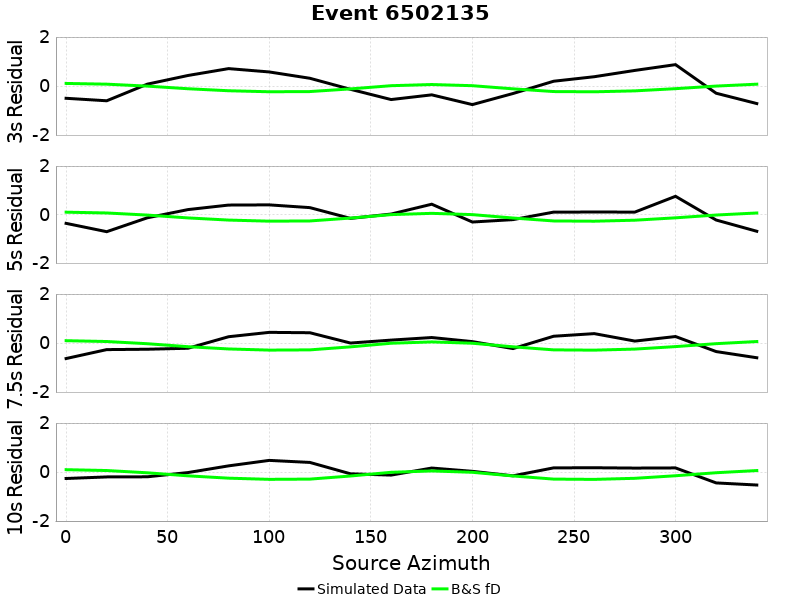 Event 6502135
3s Residual
2
0
-2
5s Residual
2
0
-2
7.5s Residual
2
0
-2
10s Residual
2
0
-2
0 50 100 150 200 250 300
Source Azimuth
Simulated Data B&S fD